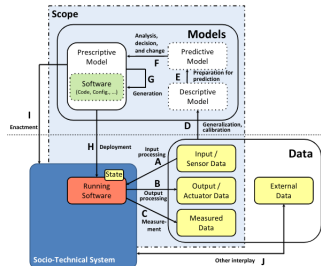 Scope
Models
Analysis,
decision,
and change
Prescriptive
Model
Predictive
Model
F
Software
(Code, Config., ...)
G
Generation
E
Preparation for
prediction
Descriptive
Model
I
Enactment
D
Generalization,
calibration
H
Deployment
Input
processing
A
Input /
Sensor Data
Data
State
Running
Software
B
Output
processing
Output /
Actuator Data
External
Data
C
Measure-
ment
Measured Data
Socio-Technical System
Other interplay
J